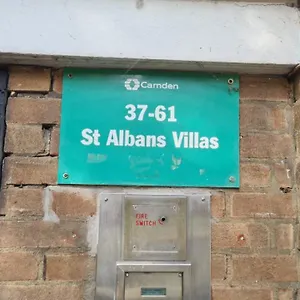 Camden
37-61
St Albans Villas
FIRE
SWITCH